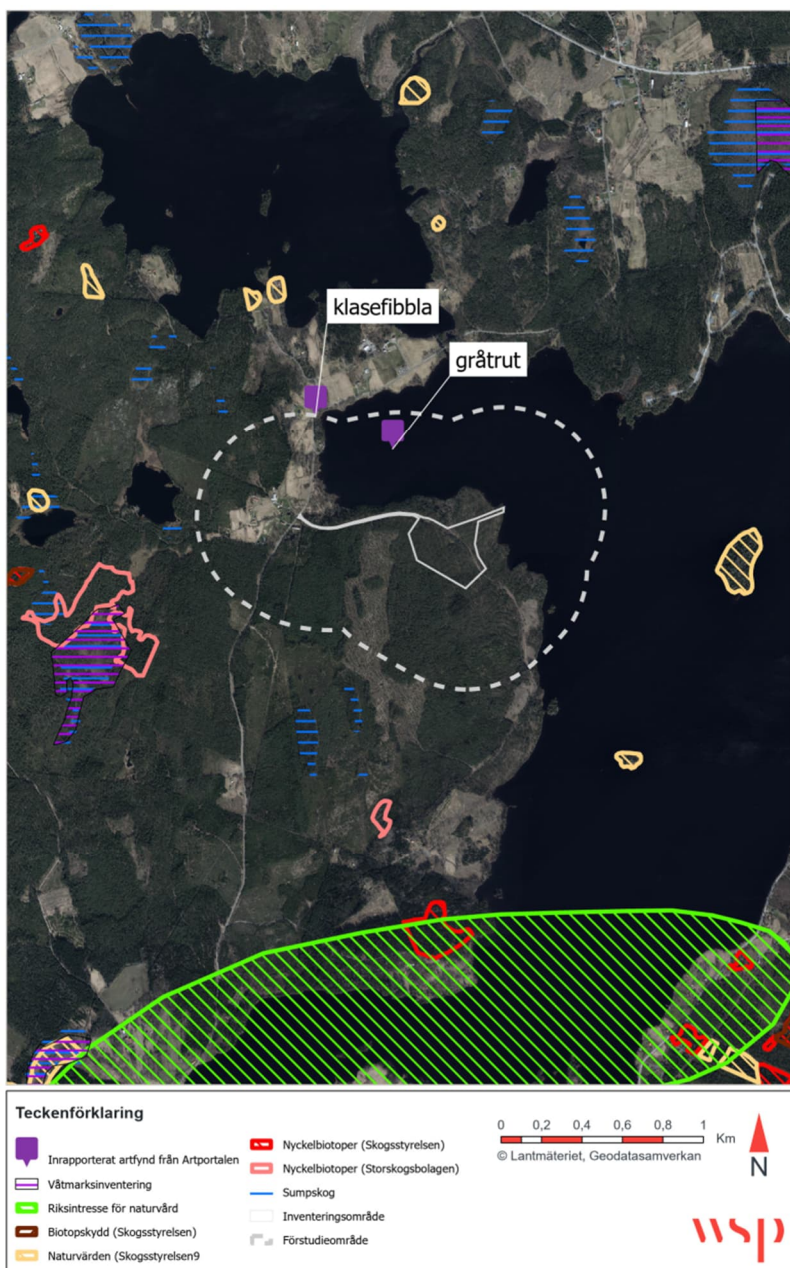 klasefibbla
gråtrut
Teckenförklaring
Inrapporterat artfynd från Artportalen
Våtmarksinventering
Riksintresse för naturvård
Biotopskydd (Skogsstyrelsen)
Naturvärden (Skogsstyrelsen9
Nyckelbiotoper (Skogsstyrelsen)
Nyckelbiotoper (Storskogsbolagen)
Sumpskog
Inventeringsområde
Förstudieområde
0 0,2 0,4 0,6 0,8 1
Km
© Lantmäteriet, Geodatasamverkan
N
wsp